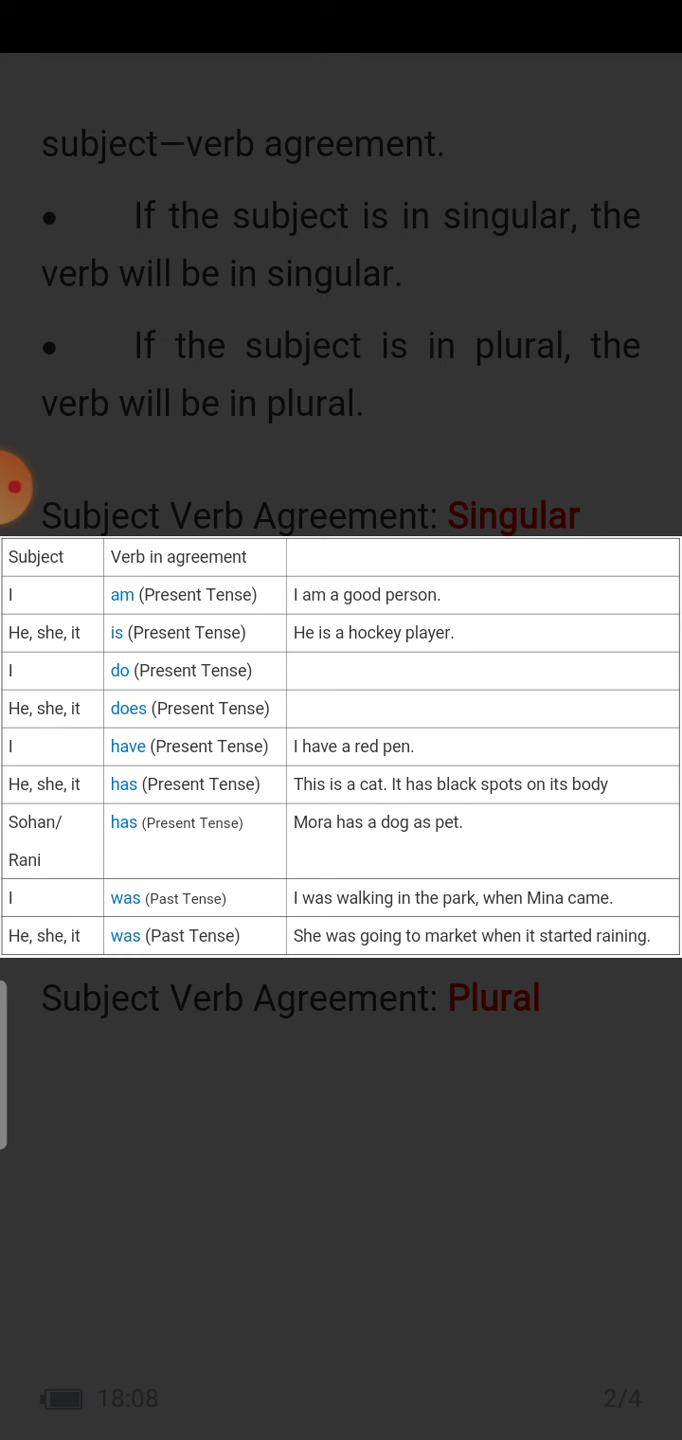 subject—verb agreement.
● If the subject is in singular, the
verb will be in singular.
● If the subject is in plural, the
verb will be in plural.
Subject Verb Agreement: Singular
Subject Verb in agreement
I am (Present Tense) I am a good person.
He, she, it is (Present Tense) He is a hockey player.
I do (Present Tense)
He, she, it does (Present Tense)
I have (Present Tense) I have a red pen.
He, she, it has (Present Tense) This is a cat. It has black spots on its body
Sohan/ has (Present Tense) Mora has a dog as pet.
Rani
I was (Past Tense) I was walking in the park, when Mina came.
He, she, it was (Past Tense) She was going to market when it started raining.
Subject Verb Agreement: Plural
18:08 2/4